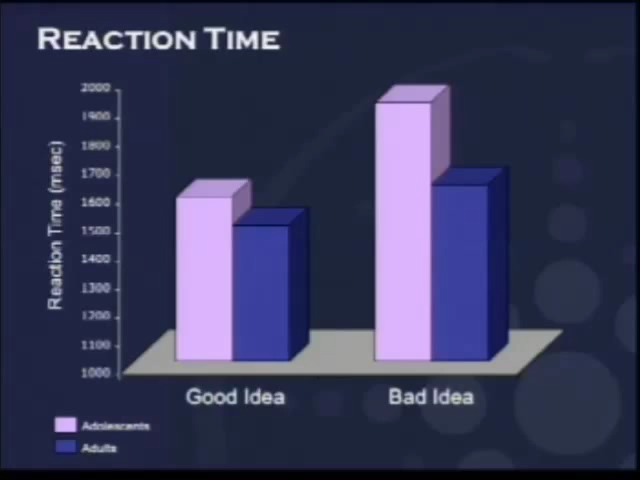 REACTION TIME
Reaction Time (msec)
2000
1900
1800
1700
1600
1500
1400
1300
1200
1100
1000
Good Idea
Bad Idea
Adolescents
Adults